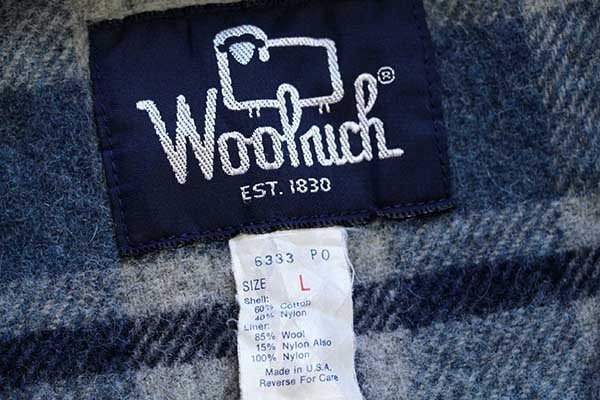 Woolrich®
EST. 1830
6333 PO
SIZE L
Shell:
60% Cotton
40% Nylon
Liner:
85% Wool
15% Nylon Also
100% Nylon
Made in U.S.A.
Reverse For Care